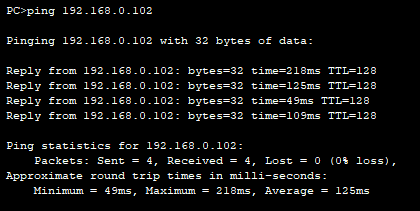 PC>ping 192.168.0.102
Pinging 192.168.0.102 with 32 bytes of data:
Reply from 192.168.0.102: bytes=32 time=218ms TTL=128
Reply from 192.168.0.102: bytes=32 time=125ms TTL=128
Reply from 192.168.0.102: bytes=32 time=49ms TTL=128
Reply from 192.168.0.102: bytes=32 time=109ms TTL=128
Ping statistics for 192.168.0.102:
Packets: Sent = 4, Received = 4, Lost = 0 (0% loss),
Approximate round trip times in milli-seconds:
Minimum = 49ms, Maximum = 218ms, Average = 125ms